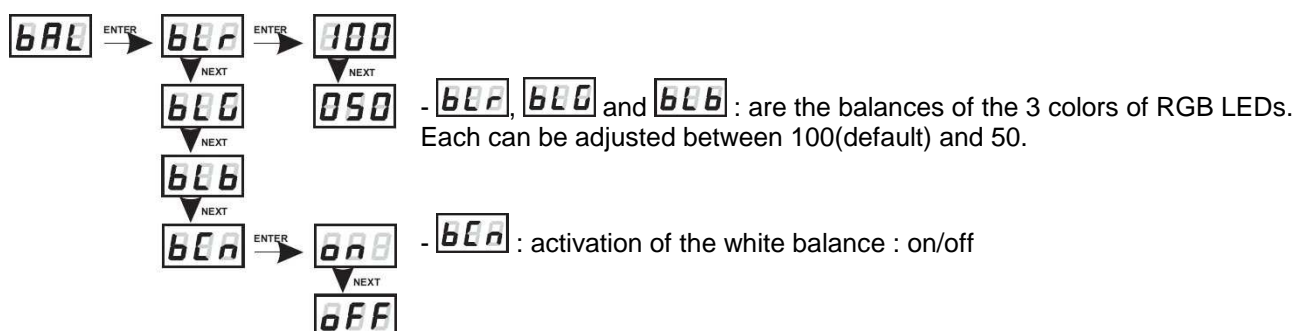 bAL ENTER bLr ENTER 100
NEXT NEXT
bLG 050 - bLr, bLG and bLb : are the balances of the 3 colors of RGB LEDs.
Each can be adjusted between 100(default) and 50.
NEXT
bLb
NEXT
bCn ENTER on - bCn : activation of the white balance : on/off
NEXT
oFF